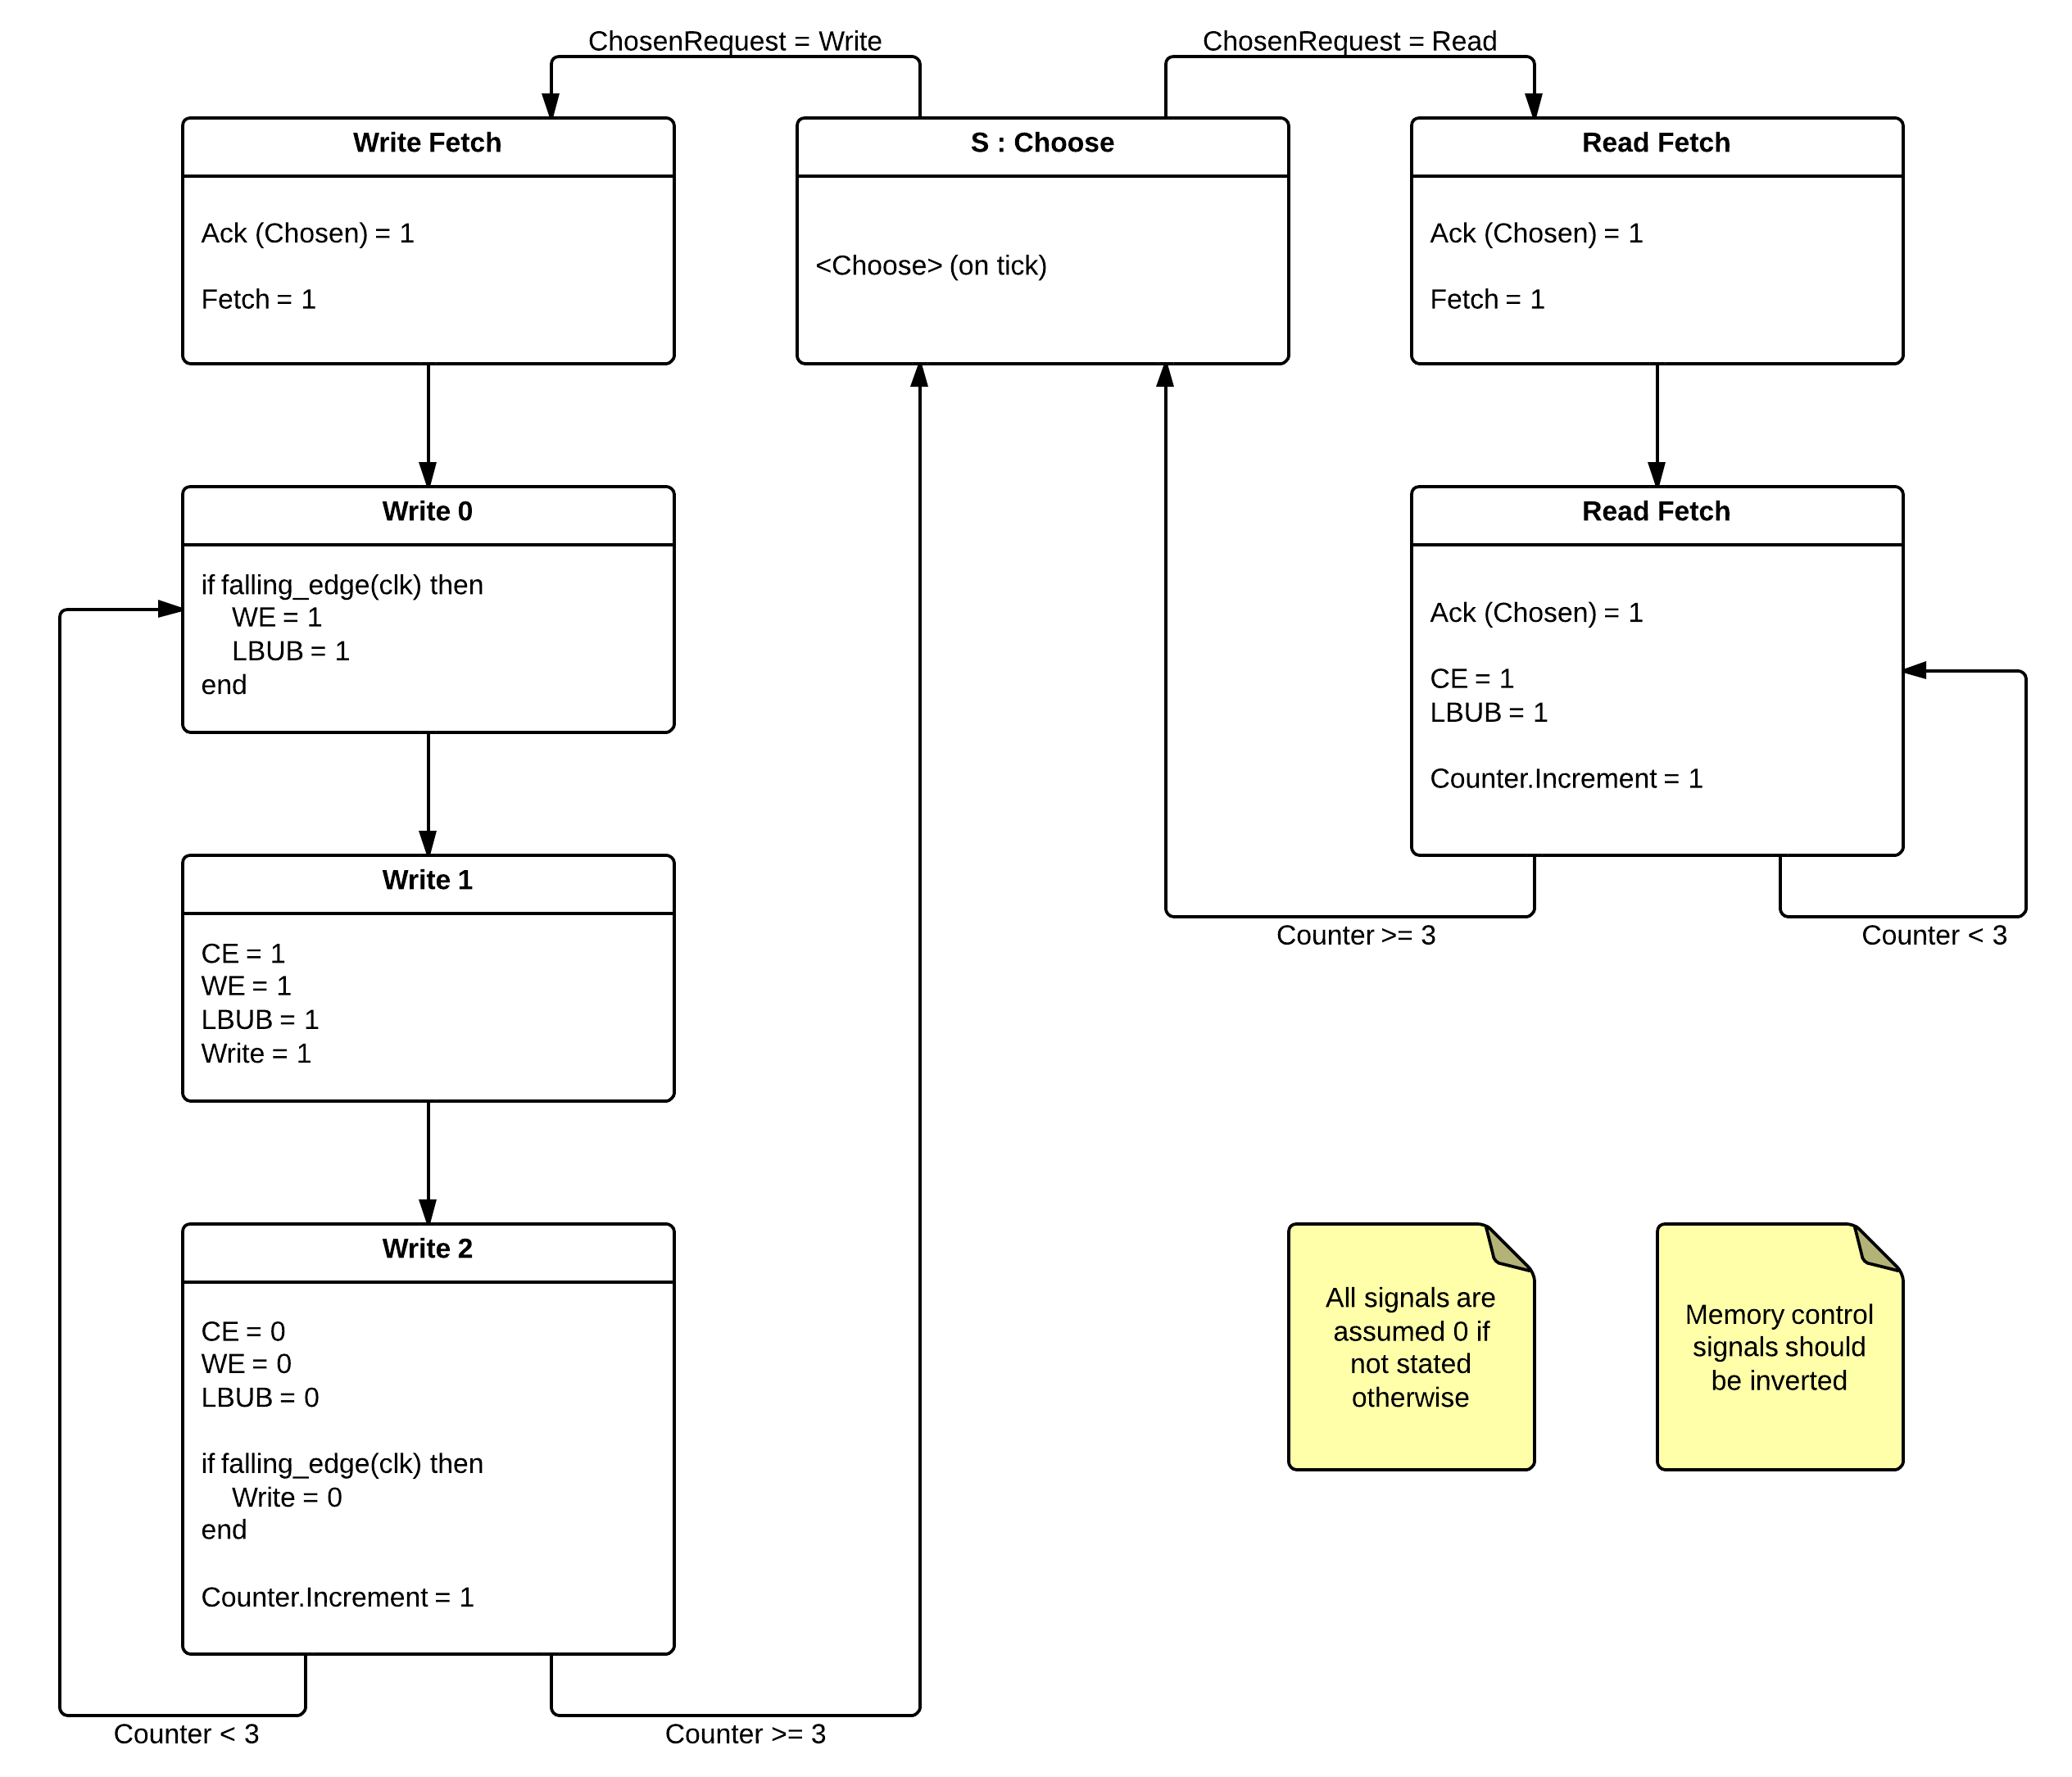 ChosenRequest = Write
ChosenRequest = Read
Write Fetch
Ack (Chosen) = 1
Fetch = 1
S : Choose
<Choose> (on tick)
Read Fetch
Ack (Chosen) = 1
Fetch = 1
Write 0
if falling_edge(clk) then
WE = 1
LBUB = 1
end
Read Fetch
Ack (Chosen) = 1
CE = 1
LBUB = 1
Counter.Increment = 1
Counter >= 3
Counter < 3
Write 1
CE = 1
WE = 1
LBUB = 1
Write = 1
Write 2
CE = 0
WE = 0
LBUB = 0
if falling_edge(clk) then
Write = 0
end
Counter.Increment = 1
Counter < 3
Counter >= 3
All signals are
assumed 0 if
not stated
otherwise
Memory control
signals should
be inverted